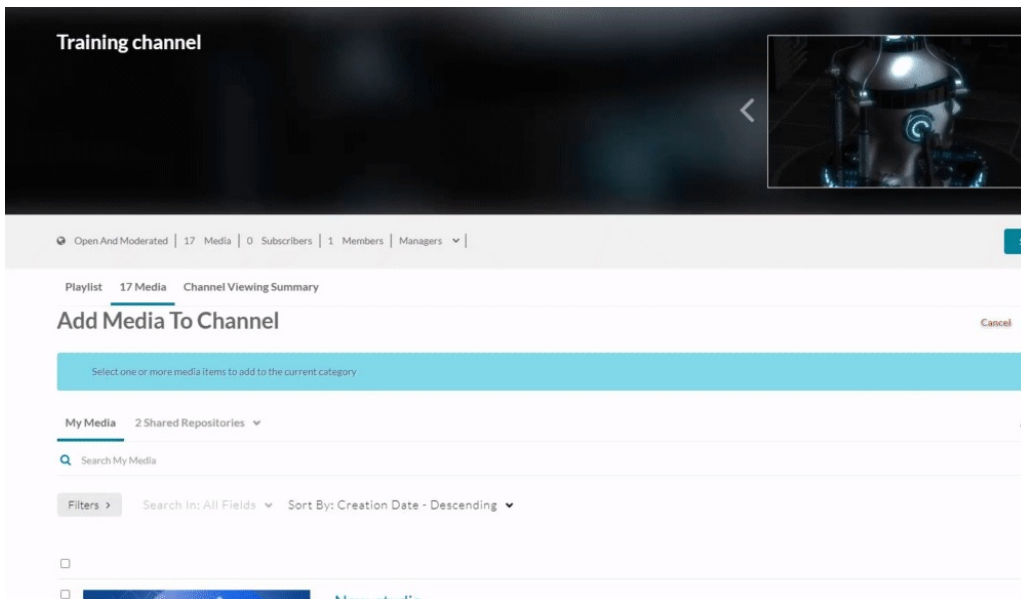 Training channel
Open And Moderated | 17 Media | 0 Subscribers | 1 Members | Managers
Playlist 17 Media Channel Viewing Summary
Add Media To Channel
Cancel
Select one or more media items to add to the current category
My Media 2 Shared Repositories
Search My Media
Filters > Search In: All Fields Sort By: Creation Date - Descending